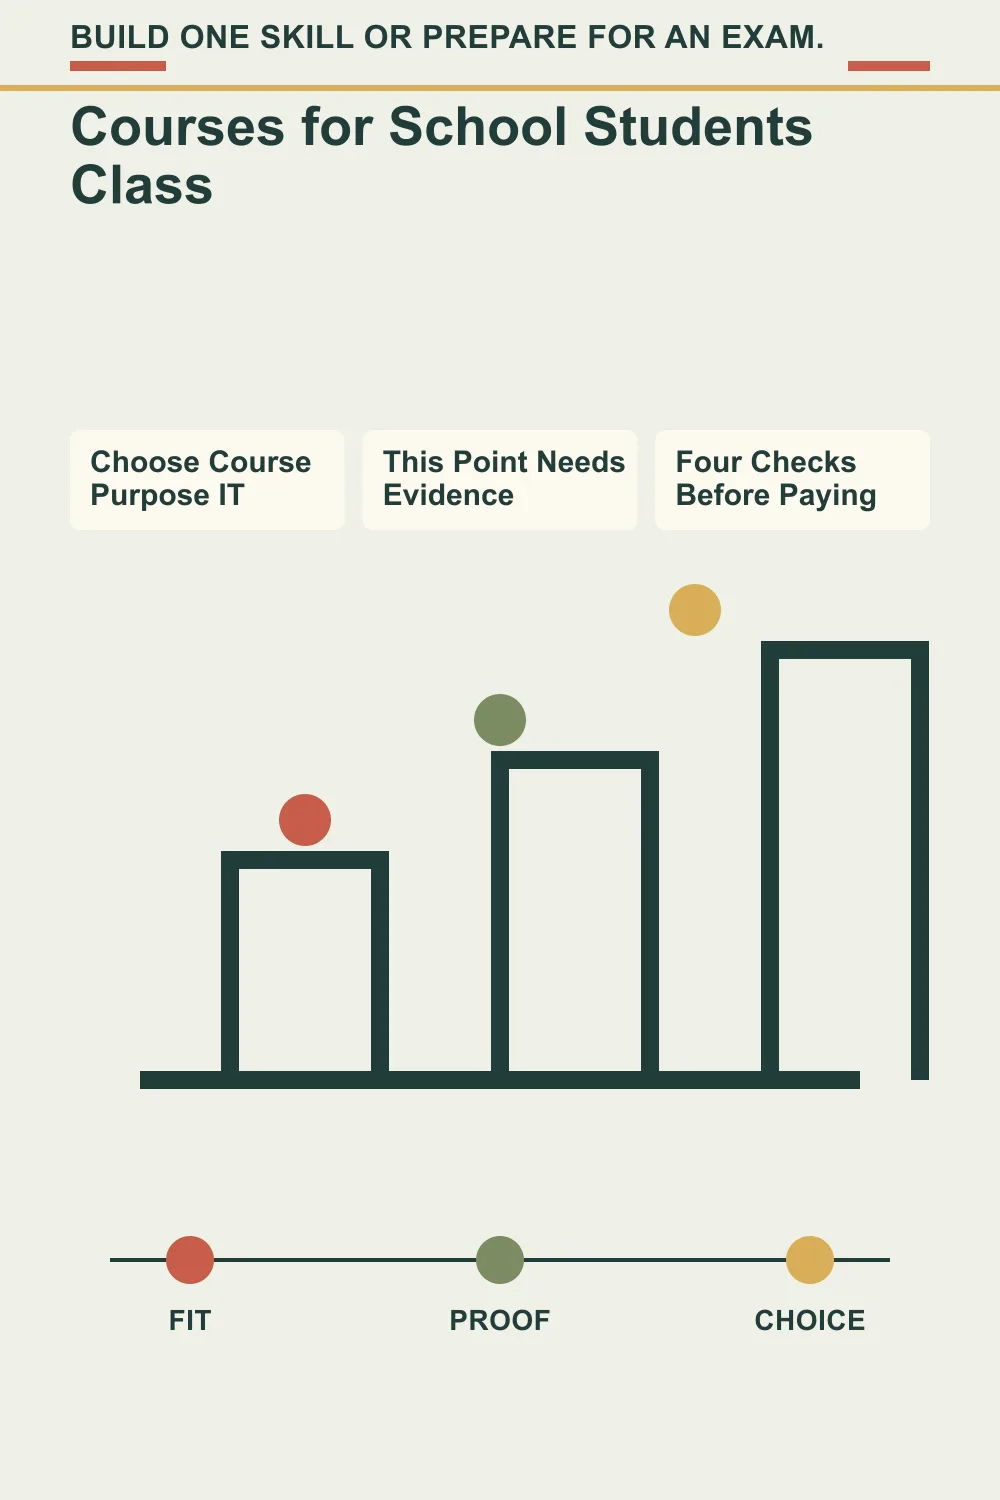 BUILD ONE SKILL OR PREPARE FOR AN EXAM.
Courses for School Students
Class
Choose Course
Purpose IT
This Point Needs
Evidence
Four Checks
Before Paying
FIT
PROOF
CHOICE